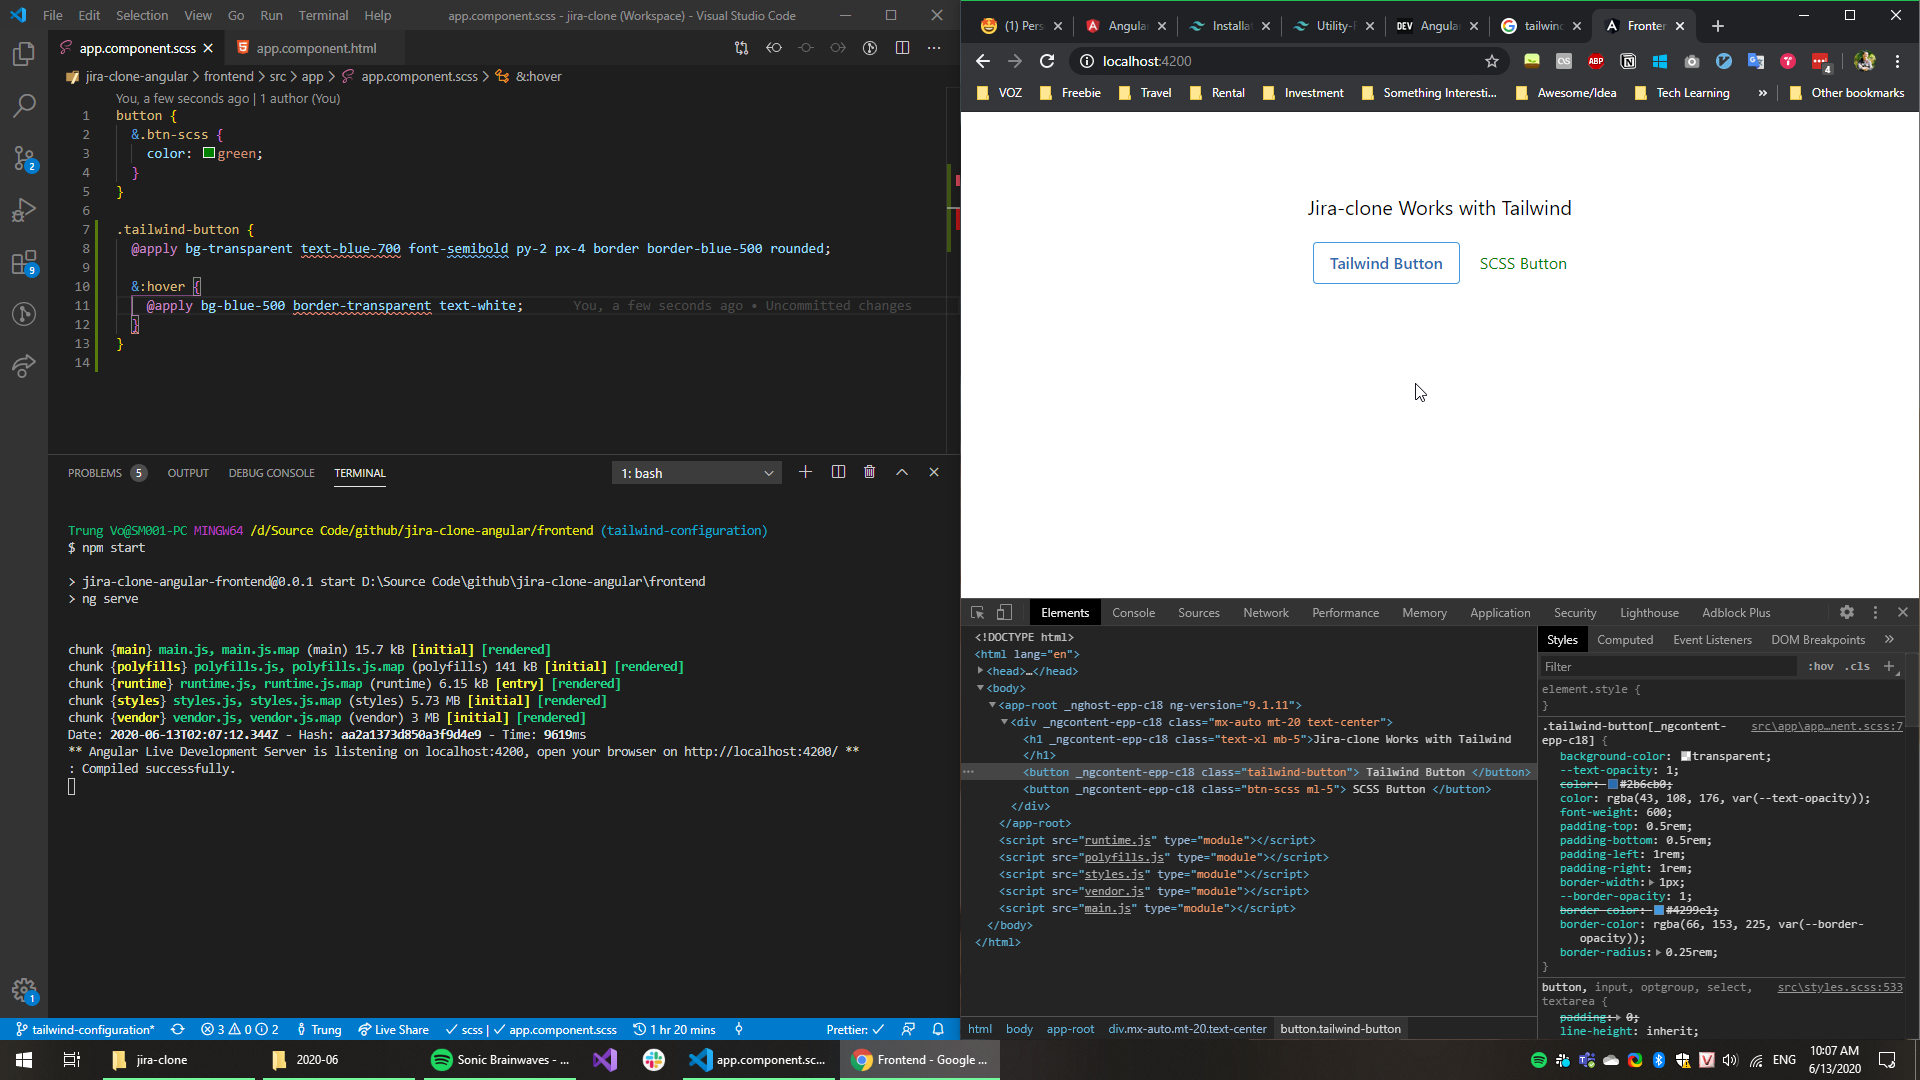 File Edit Selection View Go Run Terminal Help
app.component.scss - jira-clone (Workspace) - Visual Studio Code
app.component.scss
app.component.html
jira-clone-angular > frontend > src > app > app.component.scss > &:hover
You, a few seconds ago | 1 author (You)
1 button {
2 &.btn-scss {
3 color: green;
4 }
5 }
6
7 .tailwind-button {
8 @apply bg-transparent text-blue-700 font-semibold py-2 px-4 border border-blue-500 rounded;
9
10 &:hover {
11 @apply bg-blue-500 border-transparent text-white; You, a few seconds ago • Uncommitted changes
12 }
13 }
14
2
9
1
PROBLEMS 5 OUTPUT DEBUG CONSOLE TERMINAL
1: bash
Trung Vo@SM001-PC MINGW64 /d/Source Code/github/jira-clone-angular/frontend (tailwind-configuration)
$ npm start
> jira-clone-angular-frontend@0.0.1 start D:\Source Code\github\jira-clone-angular\frontend
> ng serve
chunk {main} main.js, main.js.map (main) 15.7 kB [initial] [rendered]
chunk {polyfills} polyfills.js, polyfills.js.map (polyfills) 141 kB [initial] [rendered]
chunk {runtime} runtime.js, runtime.js.map (runtime) 6.15 kB [entry] [rendered]
chunk {styles} styles.js, styles.js.map (styles) 5.73 MB [initial] [rendered]
chunk {vendor} vendor.js, vendor.js.map (vendor) 3 MB [initial] [rendered]
Date: 2020-06-13T02:07:12.344Z - Hash: aa2a1373d850a3f9d4e9 - Time: 9619ms
** Angular Live Development Server is listening on localhost:4200, open your browser on http://localhost:4200/ **
: Compiled successfully.
tailwind-configuration* 3 0 2 Trung Live Share scss | app.component.scss 1 hr 20 mins Prettier:
(1) Pers
Angular
Installa
Utility-F
DEV Angular
tailwind
Fronten
localhost:4200
ABP
4
VOZ Freebie Travel Rental Investment Something Interesti... Awesome/Idea Tech Learning » Other bookmarks
Jira-clone Works with Tailwind
Tailwind Button
SCSS Button
Elements Console Sources Network Performance Memory Application Security Lighthouse Adblock Plus
<!DOCTYPE html>
<html lang="en">
<head>…</head>
<body>
<app-root _nghost-epp-c18 ng-version="9.1.11">
<div _ngcontent-epp-c18 class="mx-auto mt-20 text-center">
<h1 _ngcontent-epp-c18 class="text-xl mb-5">Jira-clone Works with Tailwind
</h1>
<button _ngcontent-epp-c18 class="tailwind-button"> Tailwind Button </button>
<button _ngcontent-epp-c18 class="btn-scss ml-5"> SCSS Button </button>
</div>
</app-root>
<script src="runtime.js" type="module"></script>
<script src="polyfills.js" type="module"></script>
<script src="styles.js" type="module"></script>
<script src="vendor.js" type="module"></script>
<script src="main.js" type="module"></script>
</body>
</html>
html body app-root div.mx-auto.mt-20.text-center button.tailwind-button
Styles Computed Event Listeners DOM Breakpoints »
Filter :hov .cls +
element.style {
}
.tailwind-button[_ngcontent-epp-c18] { src\app\app…nent.scss:7
background-color: transparent;
--text-opacity: 1;
color: #2b6cb0;
color: rgba(43, 108, 176, var(--text-opacity));
font-weight: 600;
padding-top: 0.5rem;
padding-bottom: 0.5rem;
padding-left: 1rem;
padding-right: 1rem;
border-width: 1px;
--border-opacity: 1;
border-color: #4299e1;
border-color: rgba(66, 153, 225, var(--border-
opacity));
border-radius: 0.25rem;
}
button, input, optgroup, select, src\styles.scss:533
textarea {
padding: 0;
line-height: inherit;
jira-clone
2020-06
Sonic Brainwaves - ...
app.component.sc...
Frontend - Google ...
ENG
10:07 AM
6/13/2020